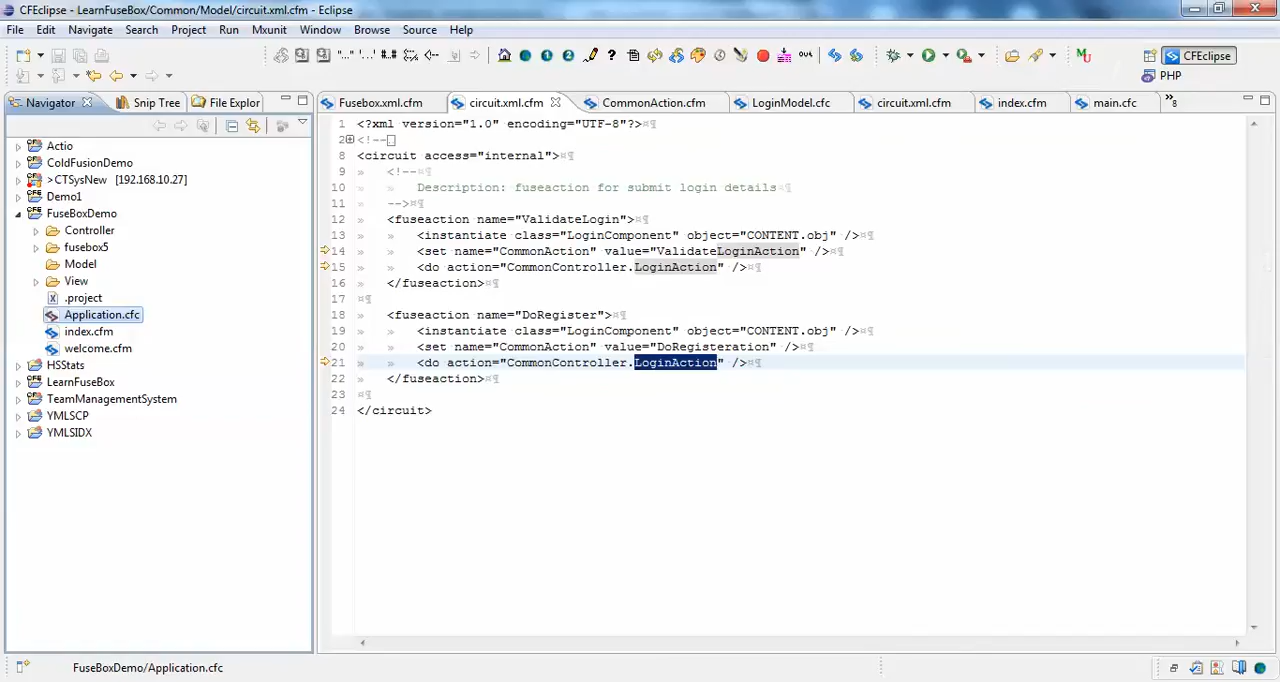 CFEclipse - LearnFuseBox/Common/Model/circuit.xml.cfm - Eclipse
File Edit Navigate Search Project Run Mxunit Window Browse Source Help
CFEclipse
PHP
Navigator Snip Tree File Explor
Fusebox.xml.cfm circuit.xml.cfm CommonAction.cfm LoginModel.cfc circuit.xml.cfm index.cfm main.cfc »8
Actio
ColdFusionDemo
>CTSysNew [192.168.10.27]
Demo1
FuseBoxDemo
Controller
fusebox5
Model
View
.project
Application.cfc
index.cfm
welcome.cfm
HSStats
LearnFuseBox
TeamManagementSystem
YMLSCP
YMLSIDX
1 <?xml version="1.0" encoding="UTF-8"?>¤¶
2 <!--
8 <circuit access="internal">¤¶
9 » <!--¤¶
10 » » Description: fuseaction for submit login details¤¶
11 » -->¤¶
12 » <fuseaction name="ValidateLogin">¤¶
13 » » <instantiate class="LoginComponent" object="CONTENT.obj" />¤¶
14 » » <set name="CommonAction" value="ValidateLoginAction" />¤¶
15 » » <do action="CommonController.LoginAction" />¤¶
16 » </fuseaction>¤¶
17 ¤¶
18 » <fuseaction name="DoRegister">¤¶
19 » » <instantiate class="LoginComponent" object="CONTENT.obj" />¤¶
20 » » <set name="CommonAction" value="DoRegisteration" />¤¶
21 » » <do action="CommonController.LoginAction" />¤¶
22 » </fuseaction>¤¶
23 ¤¶
24 </circuit>
FuseBoxDemo/Application.cfc